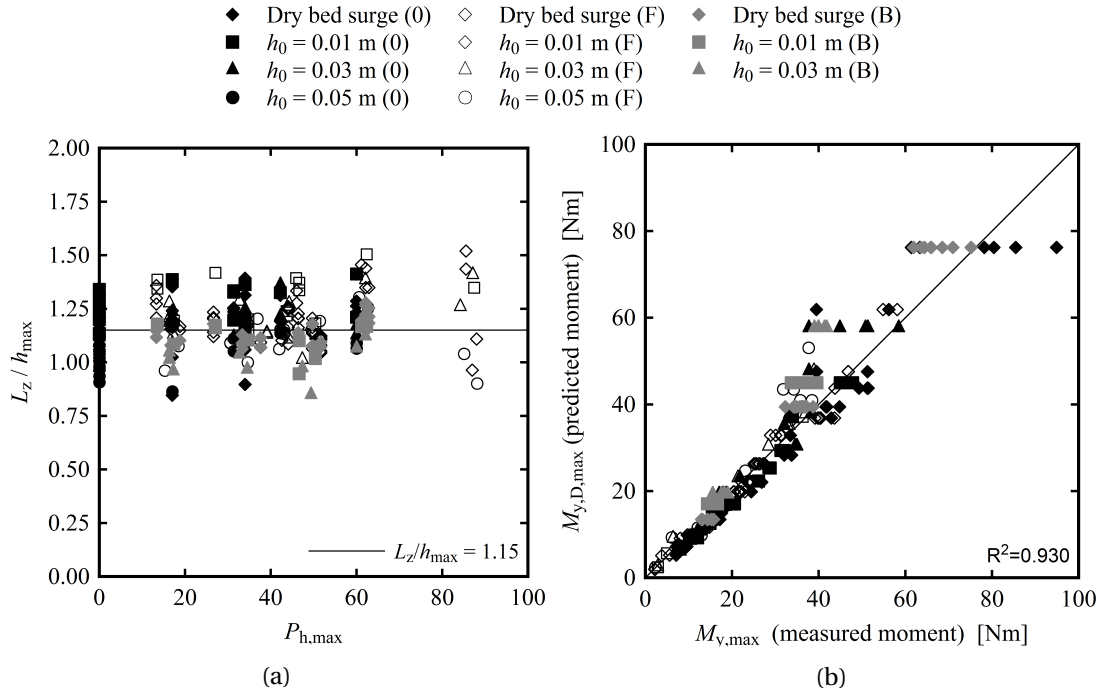 Dry bed surge (0) Dry bed surge (F) Dry bed surge (B)
h0 = 0.01 m (0) h0 = 0.01 m (F) h0 = 0.01 m (B)
h0 = 0.03 m (0) h0 = 0.03 m (F) h0 = 0.03 m (B)
h0 = 0.05 m (0) h0 = 0.05 m (F)
2.00
1.75
1.50
1.25
1.00
0.75
0.50
0.25
0.00
Lz / hmax
Lz/hmax = 1.15
0 20 40 60 80 100
Ph,max
(a)
100
80
60
40
20
0
My,D,max (predicted moment) [Nm]
R2=0.930
0 20 40 60 80 100
My,max (measured moment) [Nm]
(b)